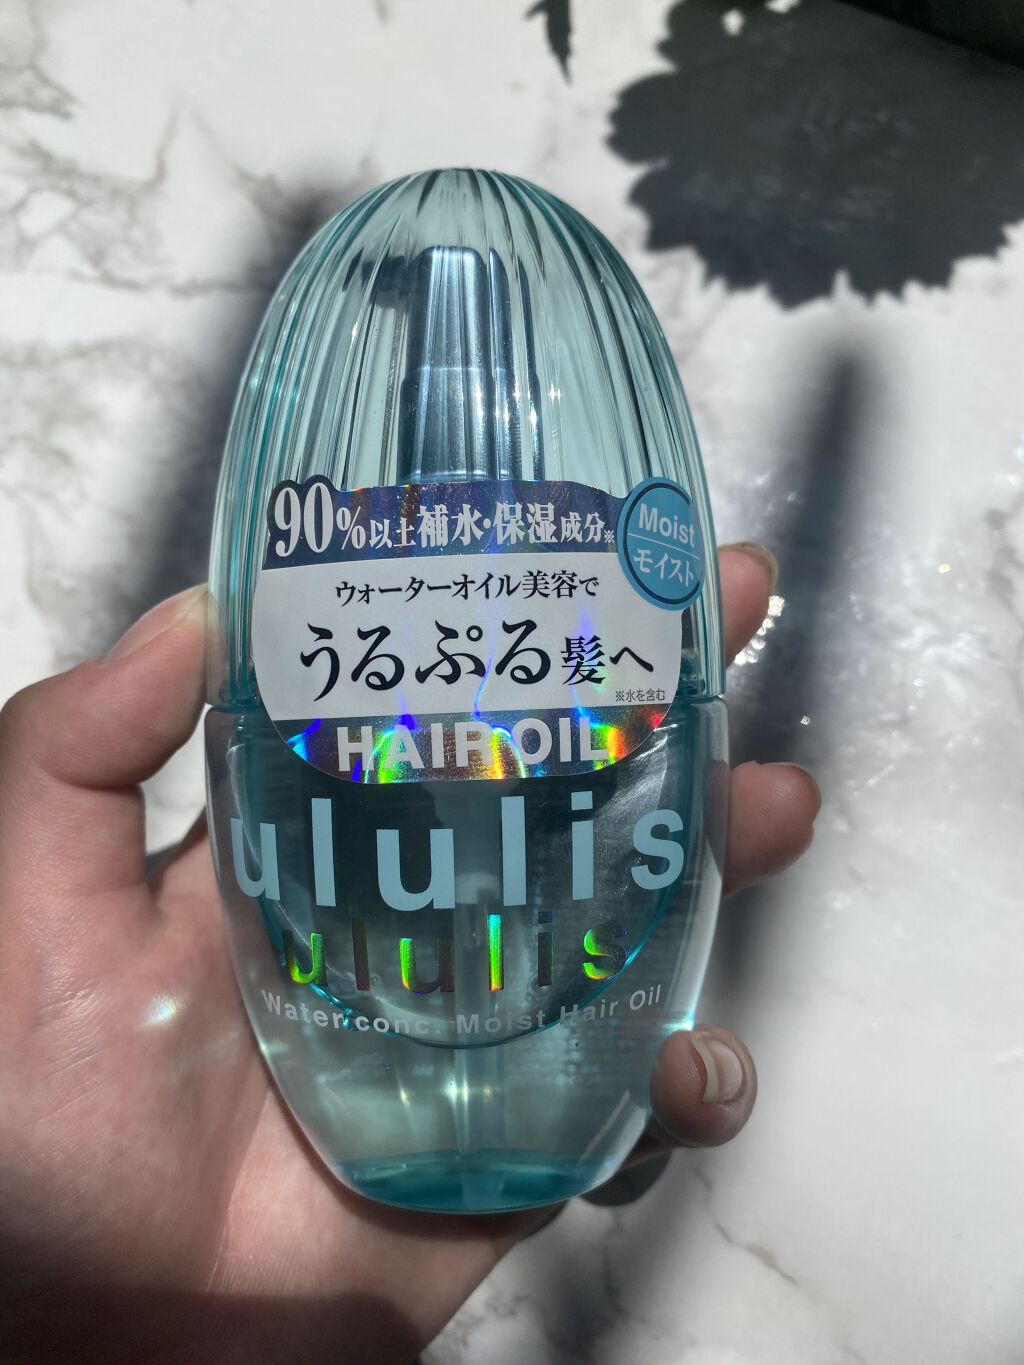 90%以上補水・保湿成分※
Moist
モイスト
ウォーターオイル美容で
うるぷる髪へ
※水を含む
HAIR OIL
ululis
ululis
Water conc. Moist Hair Oil